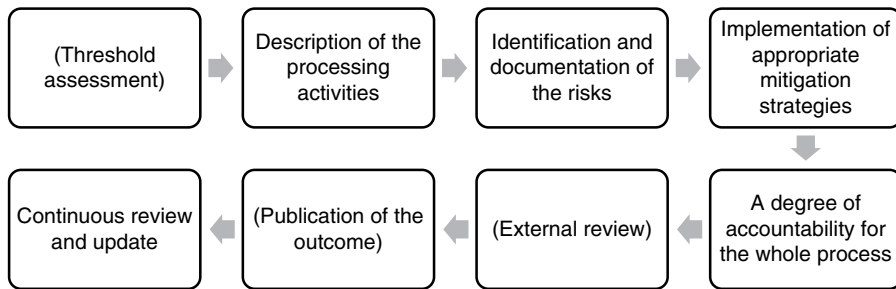 (Threshold
assessment)
Description of the
processing
activities
Identification and
documentation of
the risks
Implementation of
appropriate
mitigation
strategies
A degree of
accountability for
the whole process
(External review)
(Publication of the
outcome)
Continuous review
and update